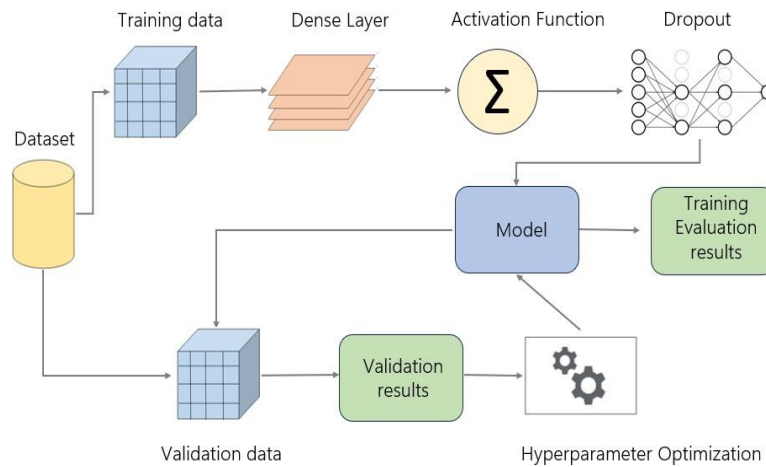 Training data
Dense Layer
Activation Function
Dropout
Σ
Dataset
Model
Training
Evaluation
results
Validation
results
Validation data
Hyperparameter Optimization